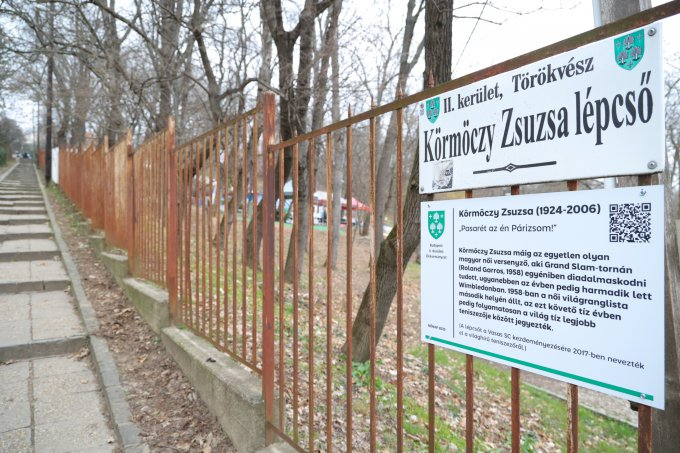 II. kerület, Törökvész
Körmöczy Zsuzsa lépcső
Körmöczy Zsuzsa (1924-2006)
„Pasarét az én Párizsom!”
Körmöczy Zsuzsa máig az egyetlen olyan
magyar női versenyző, aki Grand Slam-tornán
(Roland Garros, 1958) egyéniben diadalmaskodni
tudott, ugyanebben az évben pedig harmadik lett
Wimbledonban. 1958-ban a női világranglista
második helyén állt, az ezt követő tíz évben
pedig folyamatosan a világ tíz legjobb
teniszezője között jegyezték.
(A lépcsőt a Vasas SC kezdeményezésére 2017-ben nevezték
el a világhírű teniszezőről.)